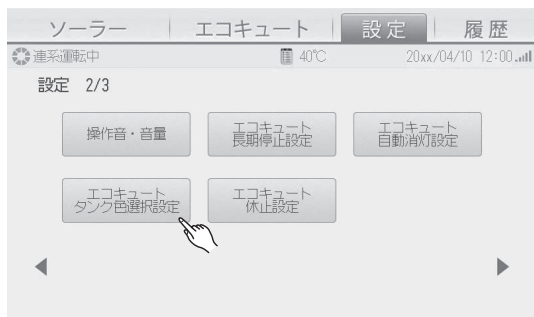 ソーラー エコキュート 設定 履歴
連系運転中 40℃ 20xx/04/10 12:00
設定 2/3
操作音・音量 エコキュート 長期停止設定 エコキュート 自動消灯設定
エコキュート タンク色選択設定 エコキュート 休止設定